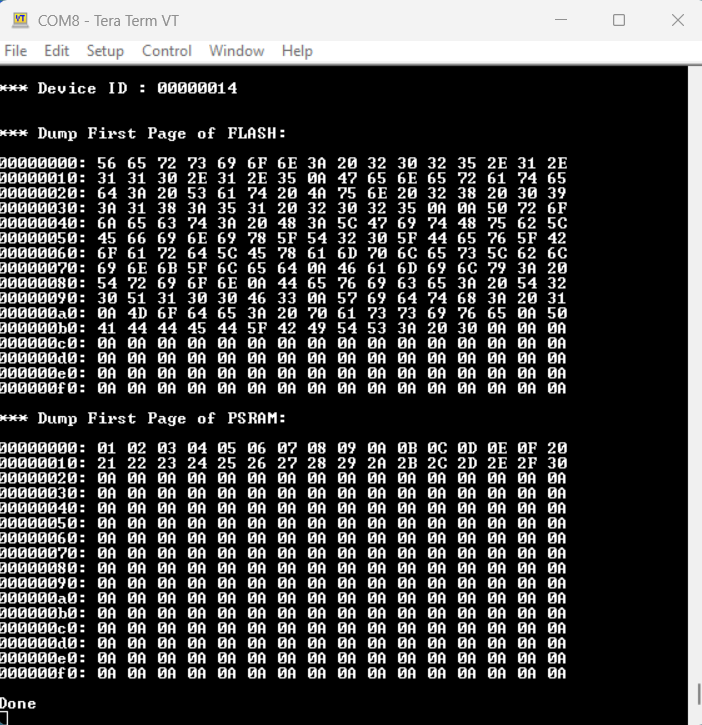 COM8 - Tera Term VT
File Edit Setup Control Window Help
*** Device ID : 00000014
*** Dump First Page of FLASH:
00000000: 56 65 72 73 69 6F 6E 3A 20 32 30 32 35 2E 31 2E
00000010: 31 31 30 2E 31 2E 35 0A 47 65 6E 65 72 61 74 65
00000020: 64 3A 20 53 61 74 20 4A 75 6E 20 32 38 20 30 39
00000030: 3A 31 38 3A 35 31 20 32 30 32 35 0A 0A 50 72 6F
00000040: 6A 65 63 74 3A 20 48 3A 5C 47 69 74 48 75 62 5C
00000050: 45 66 69 6E 69 78 5F 54 32 30 5F 44 65 76 5F 42
00000060: 6F 61 72 64 5C 45 78 61 6D 70 6C 65 73 5C 62 6C
00000070: 69 6E 6B 5F 6C 65 64 0A 46 61 6D 69 6C 79 3A 20
00000080: 54 72 69 6F 6E 0A 44 65 76 69 63 65 3A 20 54 32
00000090: 30 51 31 30 30 46 33 0A 57 69 64 74 68 3A 20 31
000000a0: 0A 4D 6F 64 65 3A 20 70 61 73 73 69 76 65 0A 50
000000b0: 41 44 44 45 44 5F 42 49 54 53 3A 20 30 0A 0A 0A
000000c0: 0A 0A 0A 0A 0A 0A 0A 0A 0A 0A 0A 0A 0A 0A 0A 0A
000000d0: 0A 0A 0A 0A 0A 0A 0A 0A 0A 0A 0A 0A 0A 0A 0A 0A
000000e0: 0A 0A 0A 0A 0A 0A 0A 0A 0A 0A 0A 0A 0A 0A 0A 0A
000000f0: 0A 0A 0A 0A 0A 0A 0A 0A 0A 0A 0A 0A 0A 0A 0A 0A
*** Dump First Page of PSRAM:
00000000: 01 02 03 04 05 06 07 08 09 0A 0B 0C 0D 0E 0F 20
00000010: 21 22 23 24 25 26 27 28 29 2A 2B 2C 2D 2E 2F 30
00000020: 0A 0A 0A 0A 0A 0A 0A 0A 0A 0A 0A 0A 0A 0A 0A 0A
00000030: 0A 0A 0A 0A 0A 0A 0A 0A 0A 0A 0A 0A 0A 0A 0A 0A
00000040: 0A 0A 0A 0A 0A 0A 0A 0A 0A 0A 0A 0A 0A 0A 0A 0A
00000050: 0A 0A 0A 0A 0A 0A 0A 0A 0A 0A 0A 0A 0A 0A 0A 0A
00000060: 0A 0A 0A 0A 0A 0A 0A 0A 0A 0A 0A 0A 0A 0A 0A 0A
00000070: 0A 0A 0A 0A 0A 0A 0A 0A 0A 0A 0A 0A 0A 0A 0A 0A
00000080: 0A 0A 0A 0A 0A 0A 0A 0A 0A 0A 0A 0A 0A 0A 0A 0A
00000090: 0A 0A 0A 0A 0A 0A 0A 0A 0A 0A 0A 0A 0A 0A 0A 0A
000000a0: 0A 0A 0A 0A 0A 0A 0A 0A 0A 0A 0A 0A 0A 0A 0A 0A
000000b0: 0A 0A 0A 0A 0A 0A 0A 0A 0A 0A 0A 0A 0A 0A 0A 0A
000000c0: 0A 0A 0A 0A 0A 0A 0A 0A 0A 0A 0A 0A 0A 0A 0A 0A
000000d0: 0A 0A 0A 0A 0A 0A 0A 0A 0A 0A 0A 0A 0A 0A 0A 0A
000000e0: 0A 0A 0A 0A 0A 0A 0A 0A 0A 0A 0A 0A 0A 0A 0A 0A
000000f0: 0A 0A 0A 0A 0A 0A 0A 0A 0A 0A 0A 0A 0A 0A 0A 0A
Done